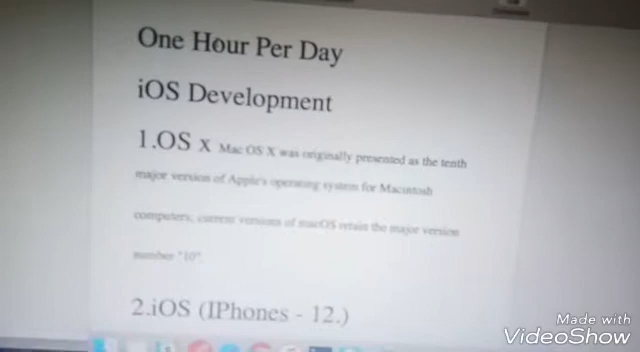 One Hour Per Day
iOS Development
1.OS X Mac OS X was originally presented as the tenth
major version of Apple's operating system for Macintosh
computers; current versions of macOS retain the major version
number "10".
2.iOS (IPhones - 12.)
Made with
VideoShow